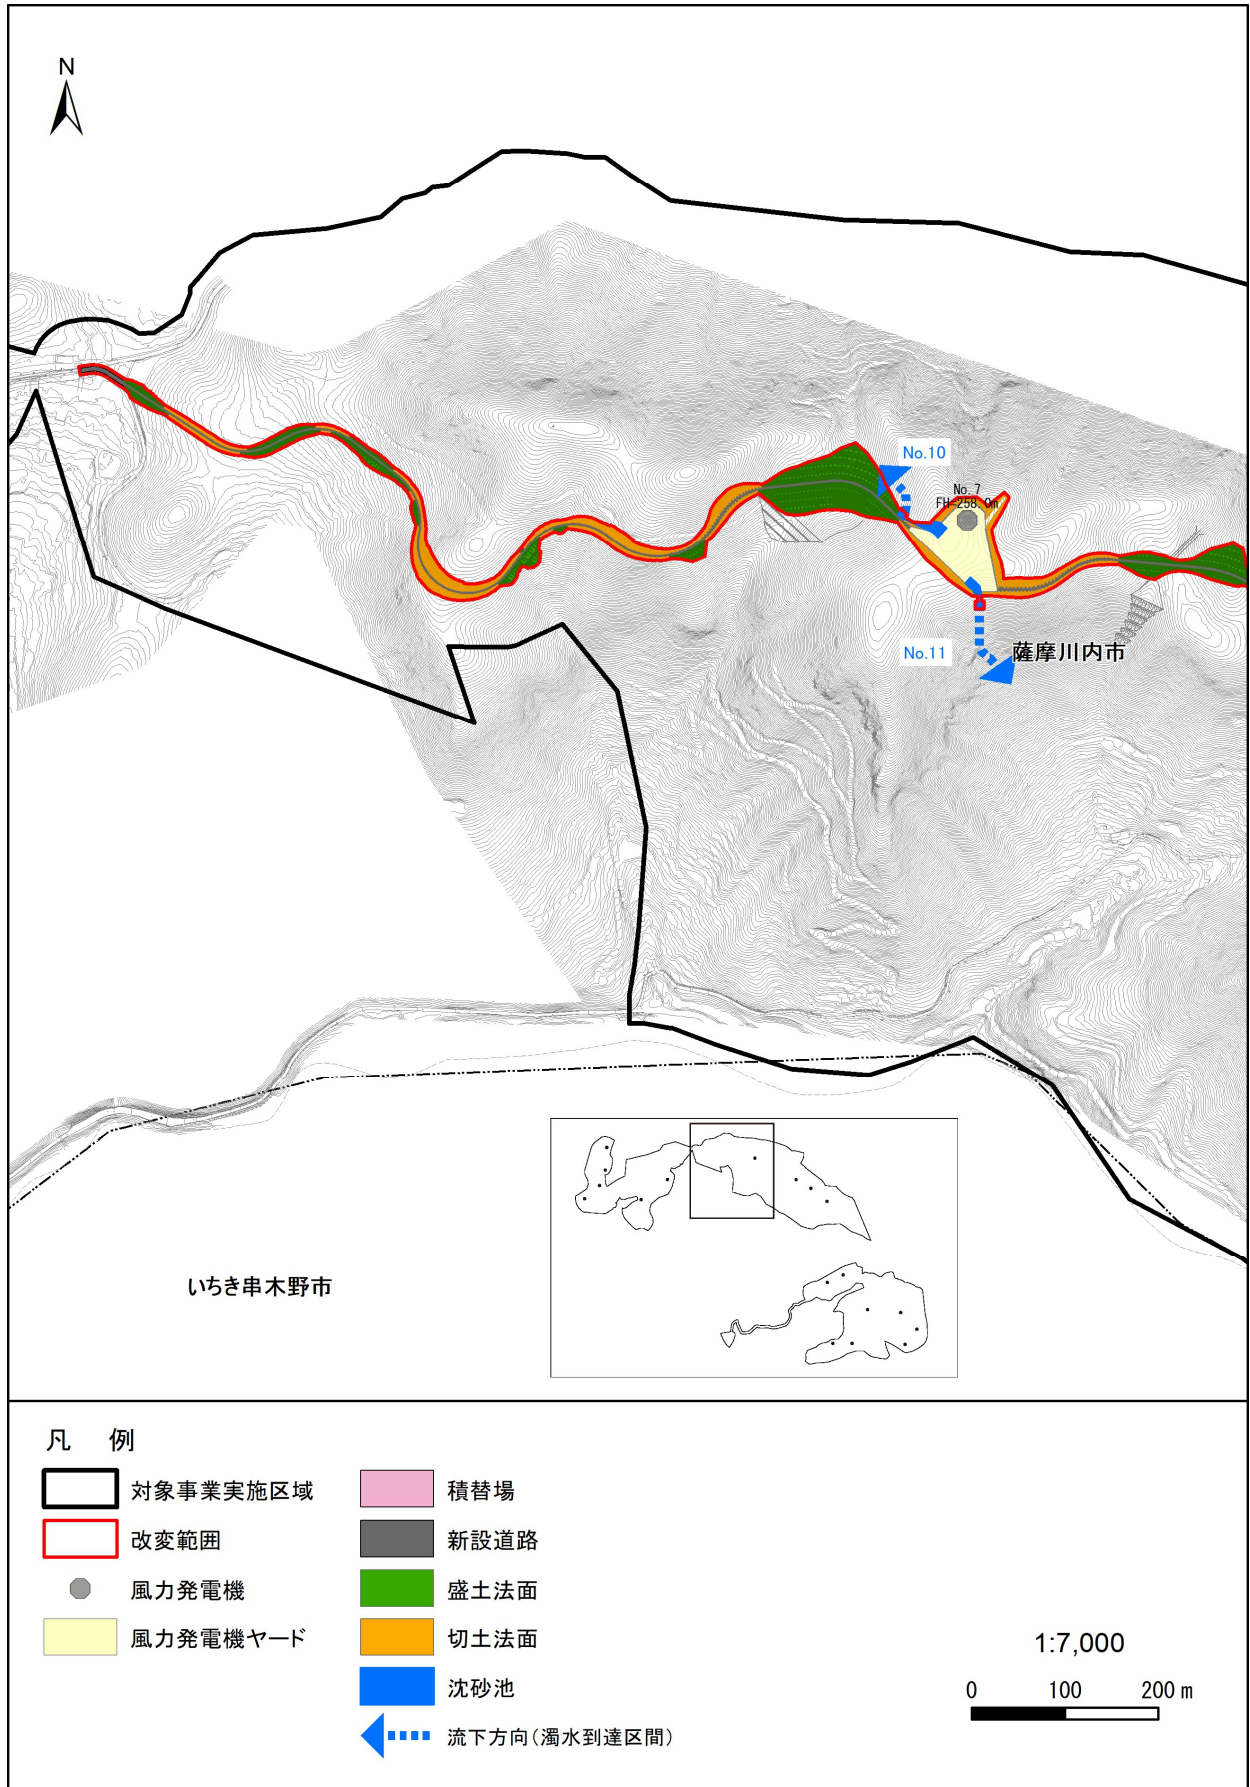 N
No.10
No.7
FH=258.0m
No.11
薩摩川内市
いちき串木野市
凡　例
対象事業実施区域
改変範囲
風力発電機
風力発電機ヤード
積替場
新設道路
盛土法面
切土法面
沈砂池
流下方向(濁水到達区間)
1:7,000
0 100 200 m